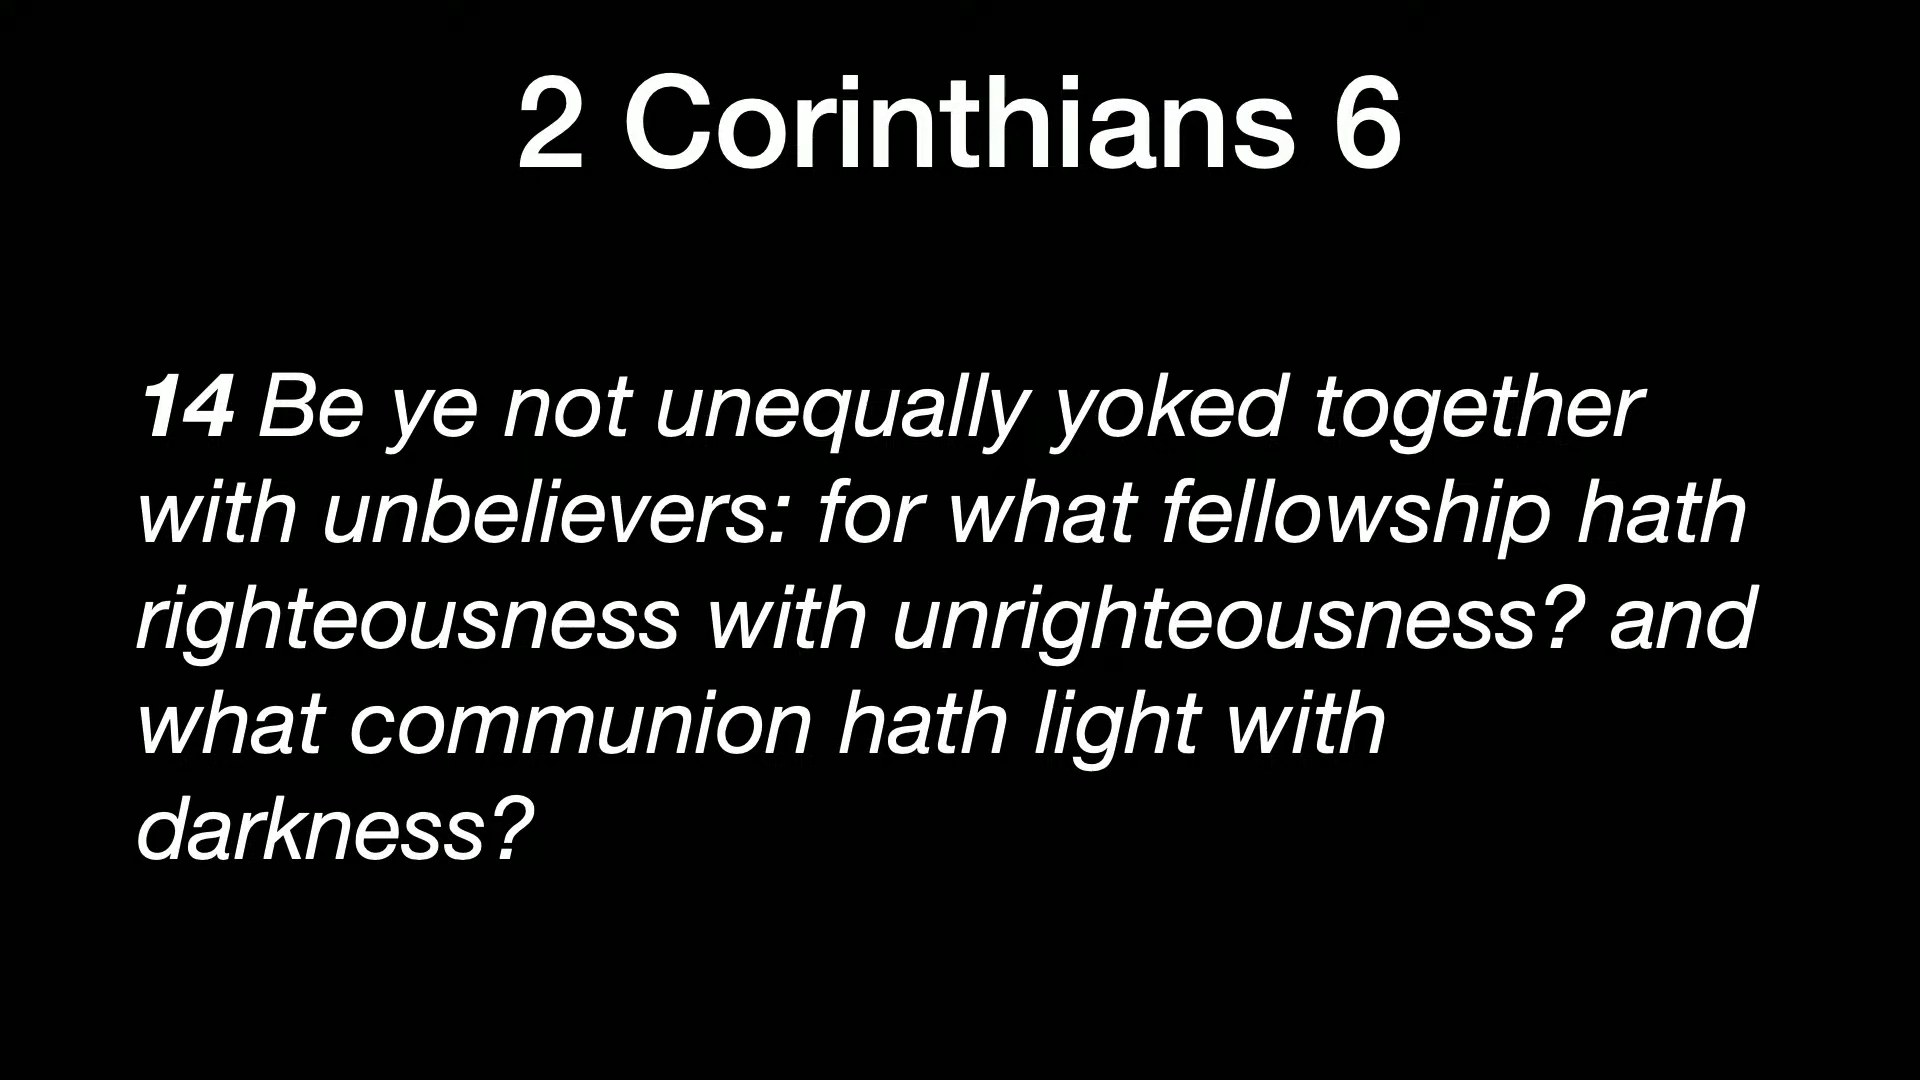 2 Corinthians 6
14 Be ye not unequally yoked together
with unbelievers: for what fellowship hath
righteousness with unrighteousness? and
what communion hath light with
darkness?